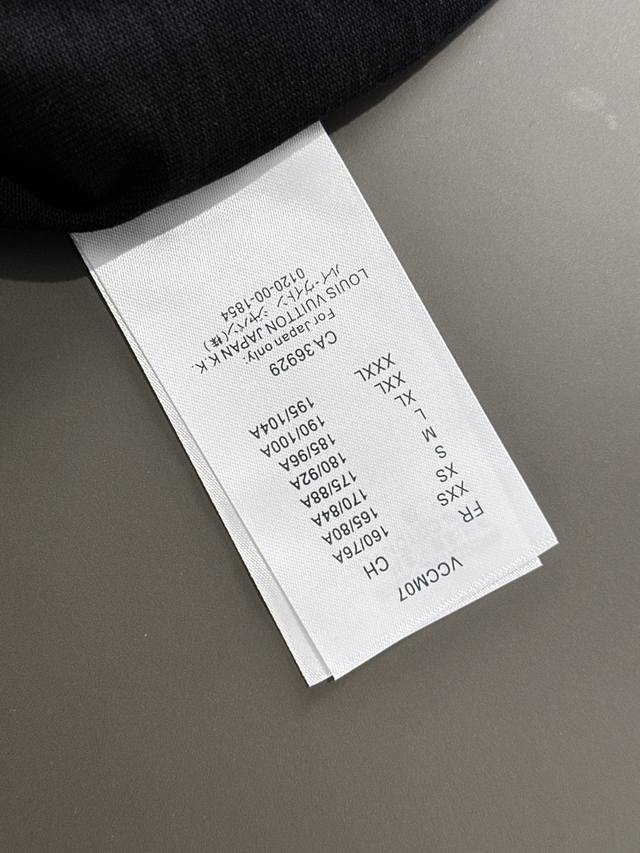 VCCM07
FR CH
XXS 160/76A
XS 165/80A
S 170/84A
M 175/88A
L 180/92A
XL 185/96A
XXL 190/100A
XXXL 195/104A
CA 36929
For Japan only:
LOUIS VUITTON JAPAN K.K.
ルイ・ヴィトン ジャパン(株)
0120-00-1854